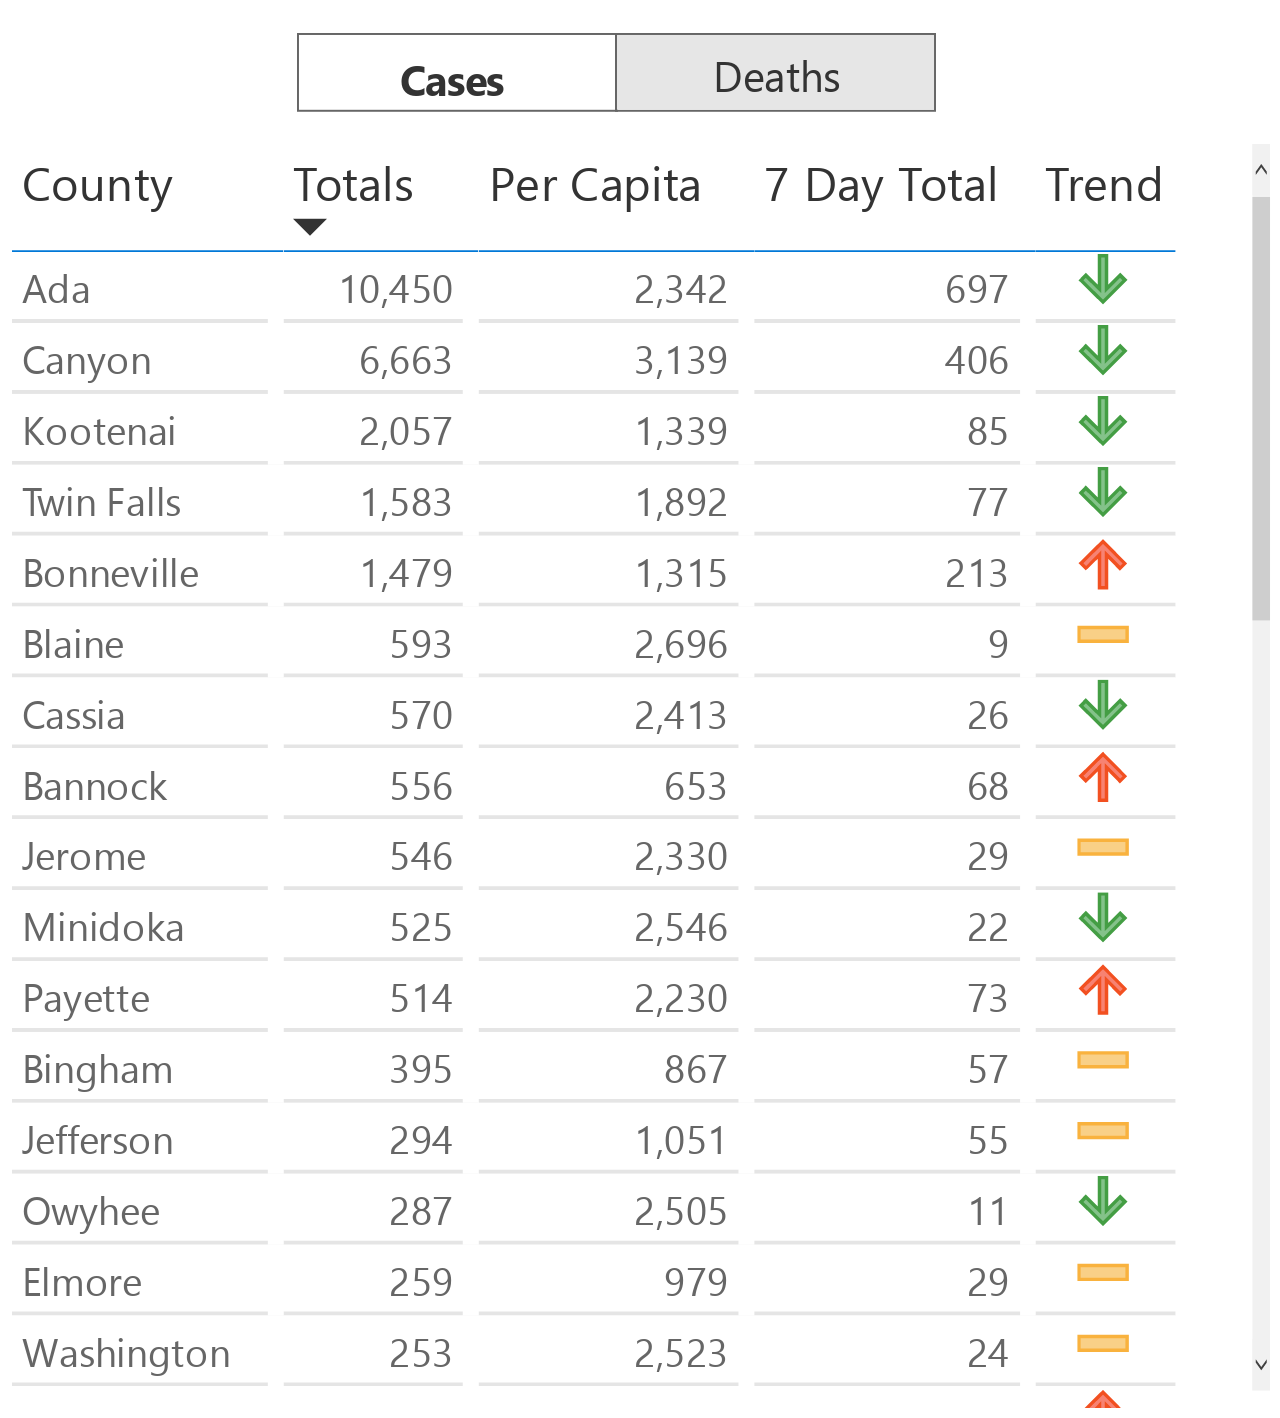 Cases Deaths
County Totals Per Capita 7 Day Total Trend
Ada 10,450 2,342 697
Canyon 6,663 3,139 406
Kootenai 2,057 1,339 85
Twin Falls 1,583 1,892 77
Bonneville 1,479 1,315 213
Blaine 593 2,696 9
Cassia 570 2,413 26
Bannock 556 653 68
Jerome 546 2,330 29
Minidoka 525 2,546 22
Payette 514 2,230 73
Bingham 395 867 57
Jefferson 294 1,051 55
Owyhee 287 2,505 11
Elmore 259 979 29
Washington 253 2,523 24